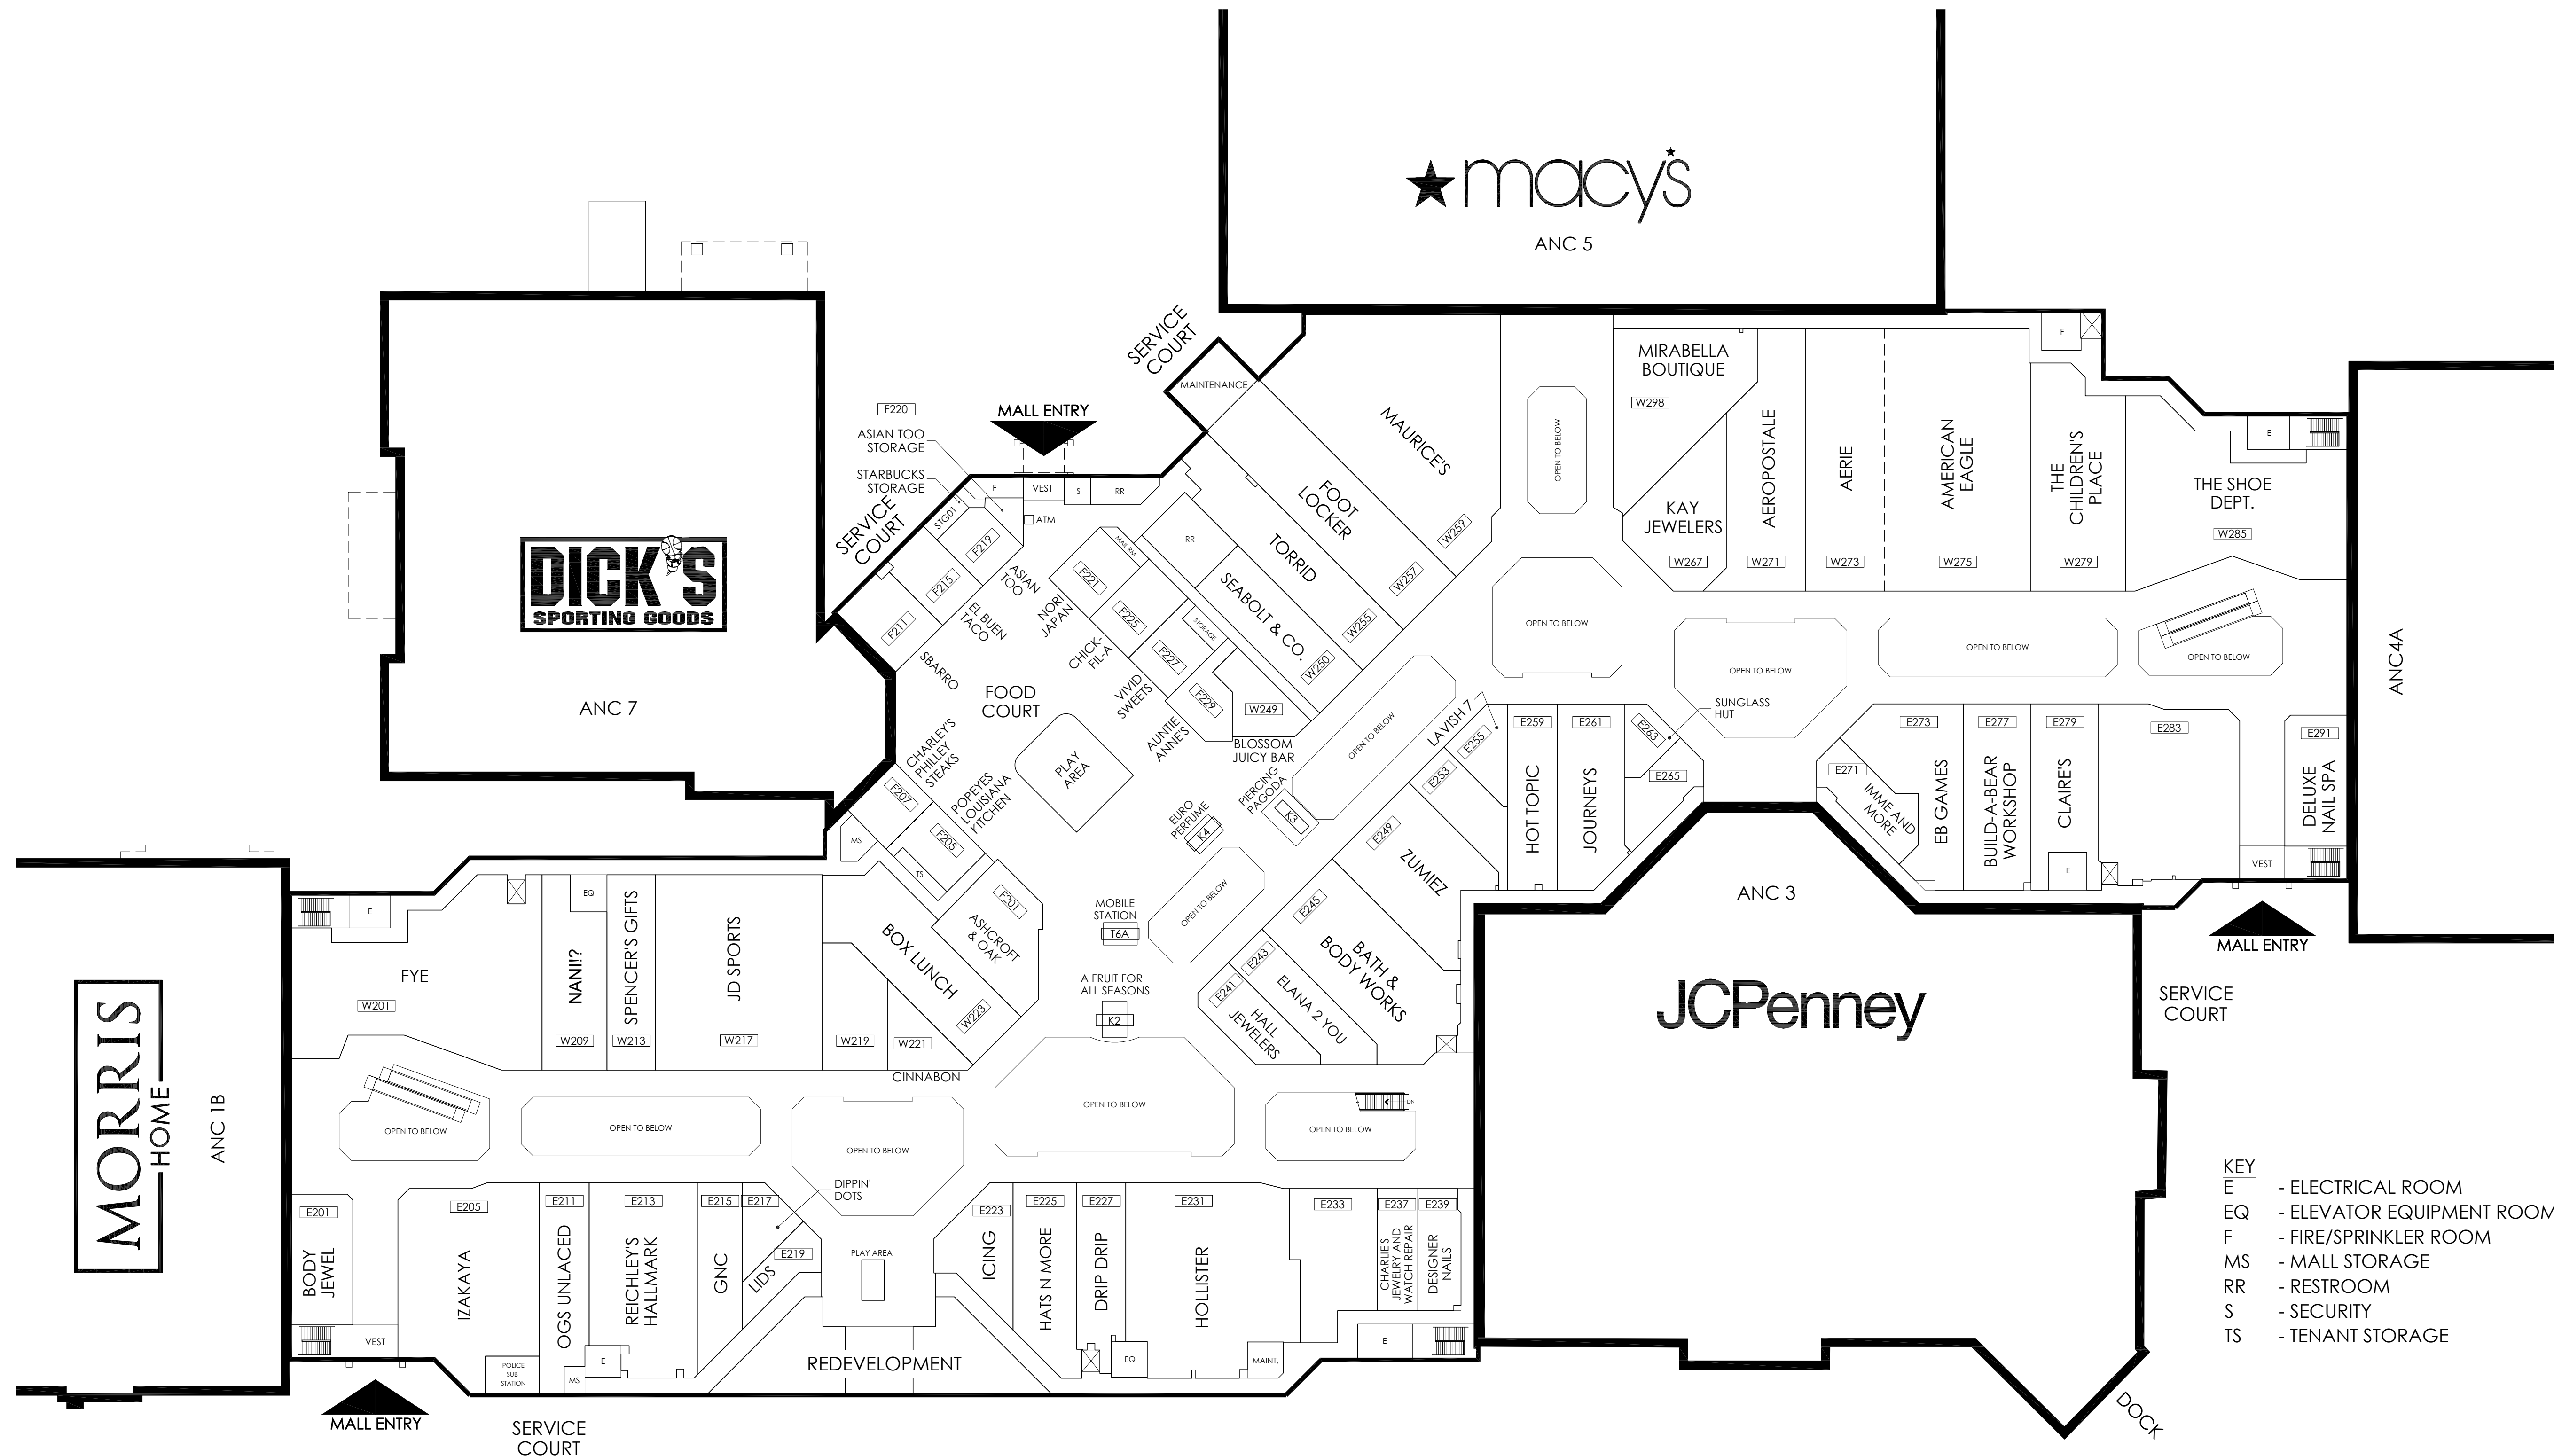 macy's
ANC 5
SERVICE
COURT
MAINTENANCE
F220
MALL ENTRY
ASIAN TOO
STORAGE
STARBUCKS
STORAGE
SERVICE
COURT
STG01
F
VEST
S
RR
ATM
F219
F215
F211
ASIAN
TOO
EL BUEN
TACO
SBARRO
DICK'S
SPORTING GOODS
ANC 7
MAIL RM.
F221
F225
F227
F229
STORAGE
NORI
JAPAN
CHICK-
FIL-A
VIVID
SWEETS
AUNTIE
ANNE'S
RR
SEABOLT & CO.
W250
TORRID
W255
FOOT
LOCKER
W257
MAURICE'S
W259
W249
BLOSSOM
JUICY BAR
OPEN TO BELOW
OPEN TO BELOW
OPEN TO BELOW
OPEN TO BELOW
OPEN TO BELOW
OPEN TO BELOW
MIRABELLA
BOUTIQUE
W298
KAY
JEWELERS
W267
AEROPOSTALE
W271
AERIE
W273
AMERICAN
EAGLE
W275
THE
CHILDREN'S
PLACE
W279
F
E
THE SHOE
DEPT.
W285
ANC4A
FOOD
COURT
PLAY
AREA
CHARLEY'S
PHILLEY
STEAKS
F207
POPEYES
LOUISIANA
KITCHEN
F205
MS
TS
F201
ASHCROFT
& OAK
BOX LUNCH
W223
EURO
PERFUME
K4
PIERCING
PAGODA
K3
MOBILE
STATION
T6A
A FRUIT FOR
ALL SEASONS
K2
OPEN TO BELOW
LAVISH 7
E255
E253
E249
ZUMIEZ
E245
BATH &
BODY WORKS
E243
ELANA 2 YOU
E241
HALL
JEWELERS
E259
HOT TOPIC
E261
JOURNEYS
E263
SUNGLASS
HUT
E265
E271
IMME AND
MORE
E273
EB GAMES
E277
BUILD-A-BEAR
WORKSHOP
E279
CLAIRE'S
E
E283
E291
DELUXE
NAIL SPA
VEST
MALL ENTRY
ANC 3
JCPenney
SERVICE
COURT
DOCK
MORRIS
HOME
ANC 1B
E
FYE
W201
EQ
NANI!?
W209
SPENCER'S GIFTS
W213
JD SPORTS
W217
W219
W221
CINNABON
OPEN TO BELOW
OPEN TO BELOW
OPEN TO BELOW
OPEN TO BELOW
OPEN TO BELOW
DN
E201
BODY
JEWEL
VEST
MALL ENTRY
E205
IZAKAYA
POLICE
SUB-
STATION
E211
OGS UNLACED
MS
E
E213
REICHLEY'S
HALLMARK
E215
GNC
E217
DIPPIN'
DOTS
E219
LIDS
PLAY AREA
REDEVELOPMENT
E223
ICING
E225
HATS N MORE
E227
DRIP DRIP
EQ
E231
HOLLISTER
MAINT.
E233
E237
CHARLIE'S
JEWELRY AND
WATCH REPAIR
E239
DESIGNER
NAILS
E
SERVICE
COURT
KEY
E - ELECTRICAL ROOM
EQ - ELEVATOR EQUIPMENT ROOM
F - FIRE/SPRINKLER ROOM
MS - MALL STORAGE
RR - RESTROOM
S - SECURITY
TS - TENANT STORAGE